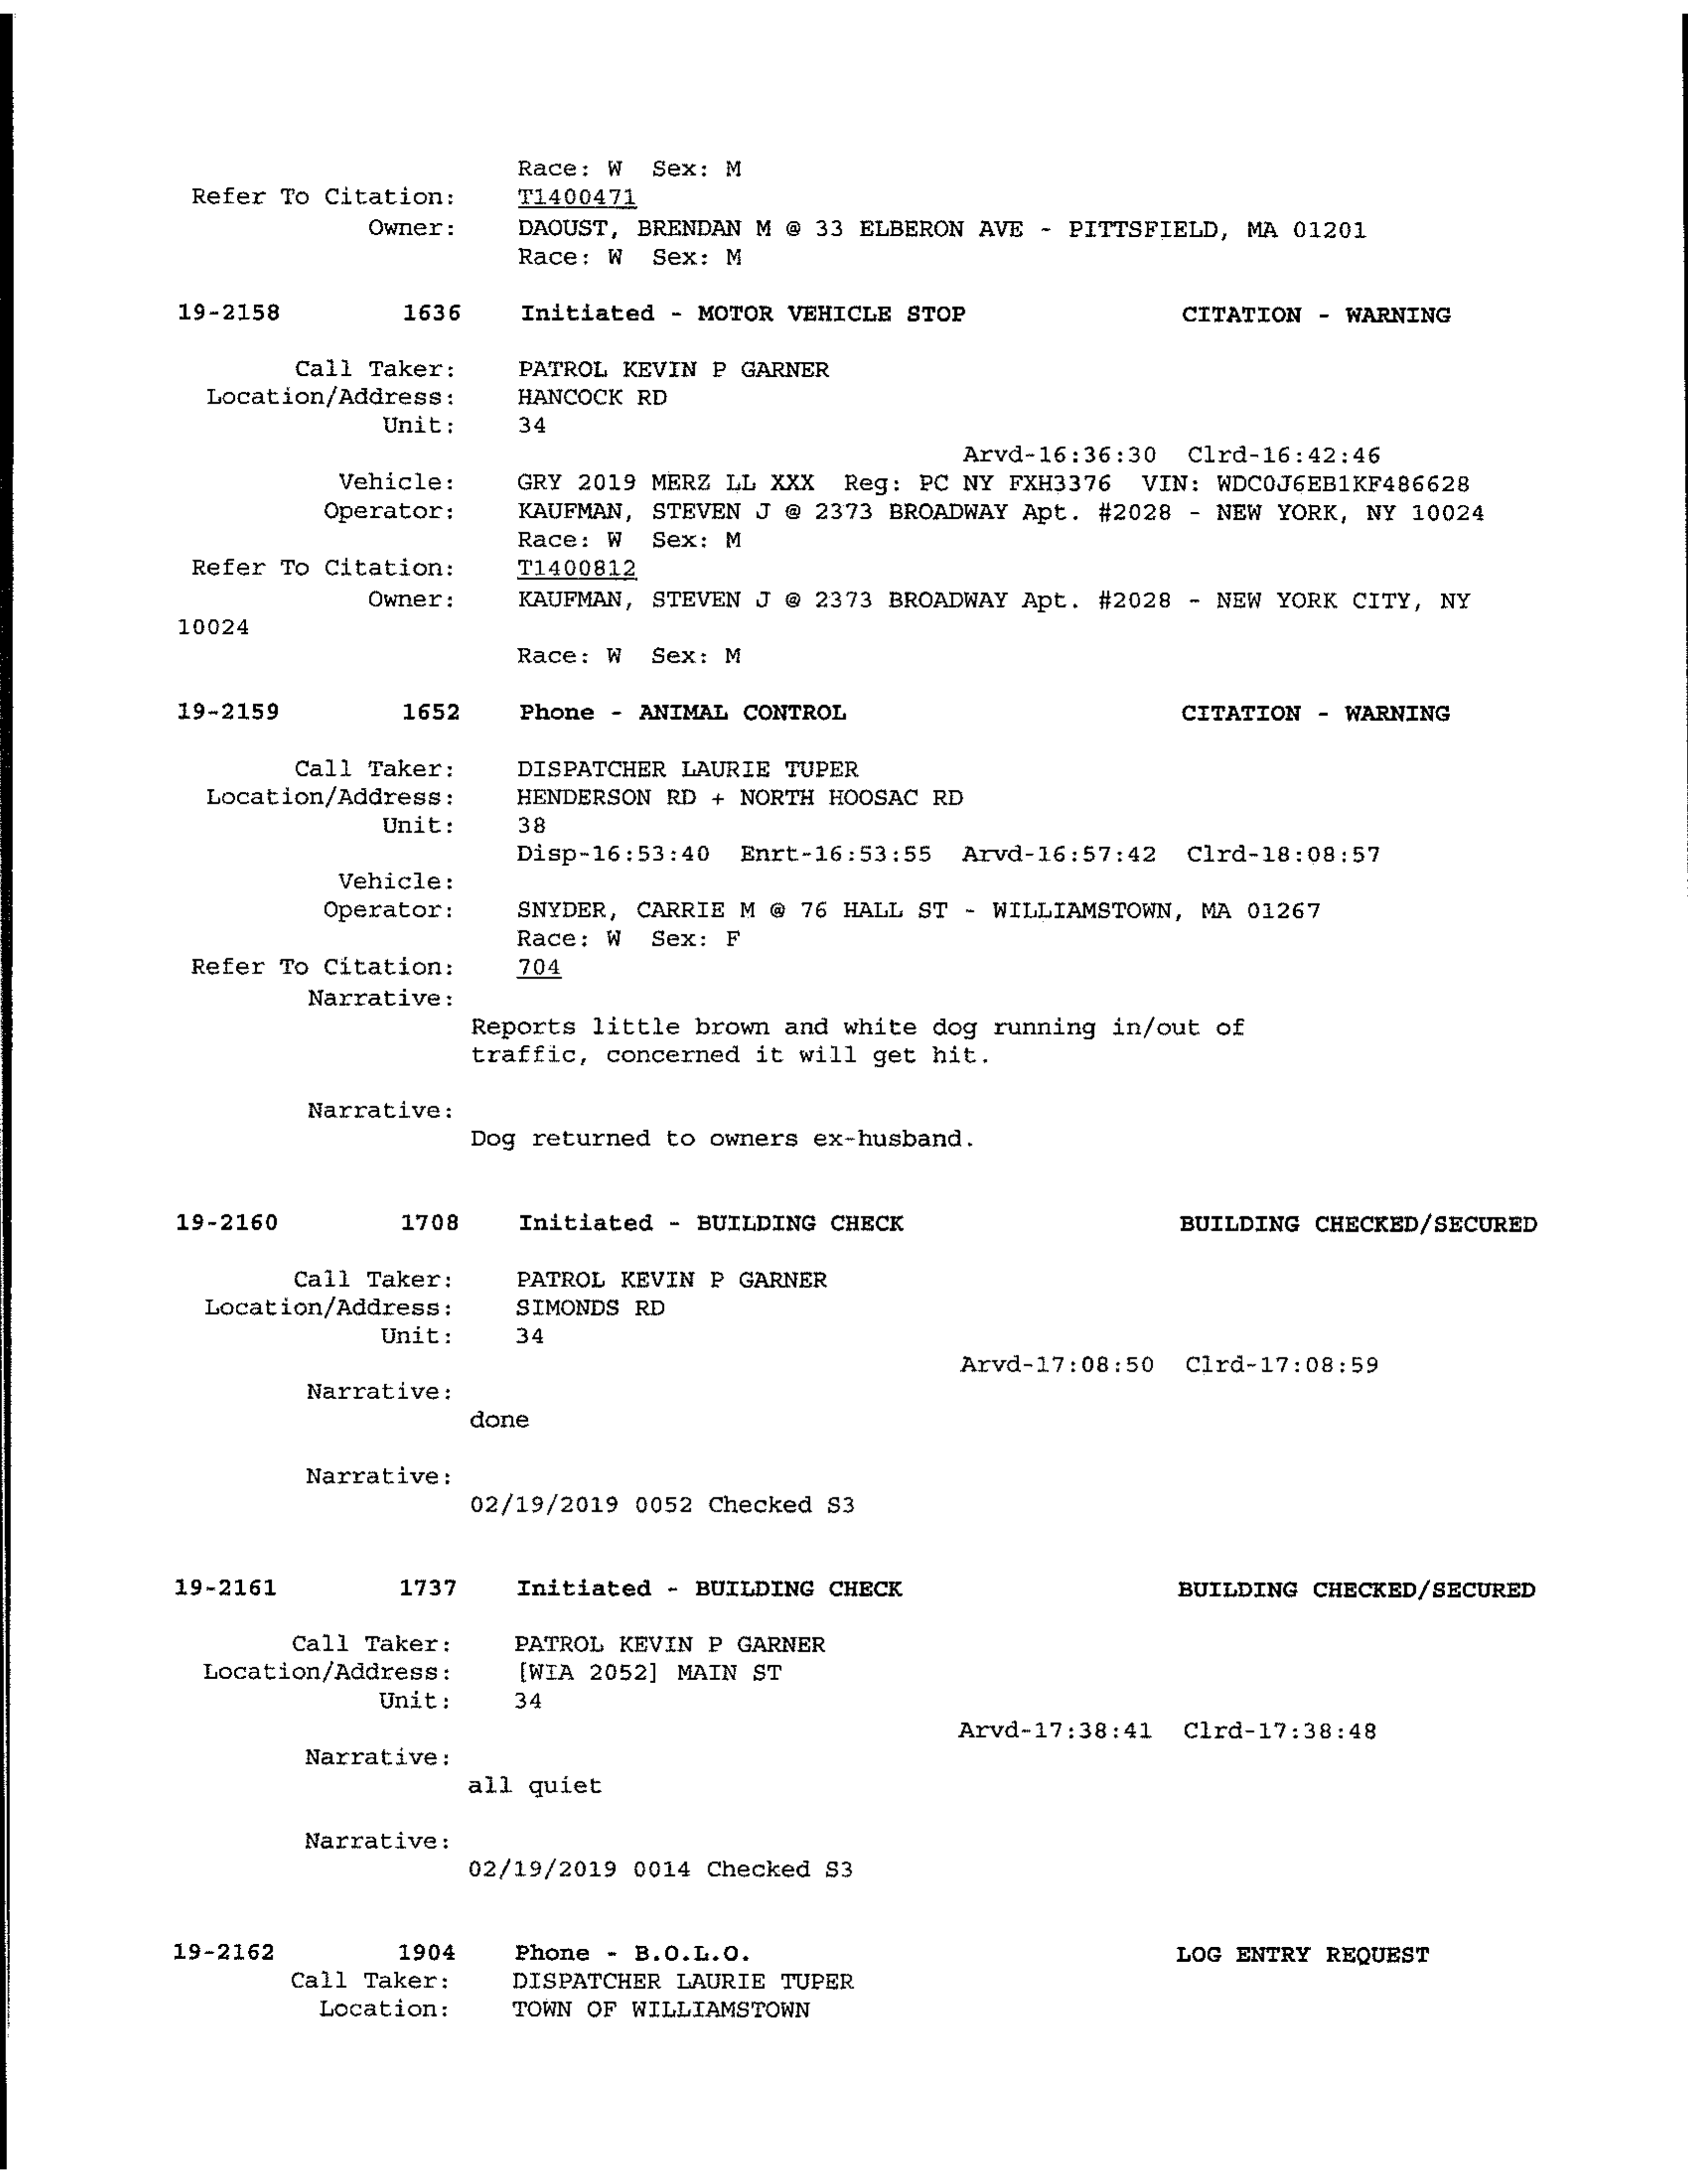 Race: W Sex: M
Refer To Citation: T1400471
Owner: DAOUST, BRENDAN M @ 33 ELBERON AVE - PITTSFIELD, MA 01201
Race: W Sex: M
19-2158 1636 Initiated - MOTOR VEHICLE STOP CITATION - WARNING
Call Taker: PATROL KEVIN P GARNER
Location/Address: HANCOCK RD
Unit: 34
Arvd-16:36:30 Clrd-16:42:46
Vehicle: GRY 2019 MERZ LL XXX Reg: PC NY FXH3376 VIN: WDC0J6EB1KF486628
Operator: KAUFMAN, STEVEN J @ 2373 BROADWAY Apt. #2028 - NEW YORK, NY 10024
Race: W Sex: M
Refer To Citation: T1400812
Owner: KAUFMAN, STEVEN J @ 2373 BROADWAY Apt. #2028 - NEW YORK CITY, NY
10024
Race: W Sex: M
19-2159 1652 Phone - ANIMAL CONTROL CITATION - WARNING
Call Taker: DISPATCHER LAURIE TUPER
Location/Address: HENDERSON RD + NORTH HOOSAC RD
Unit: 38
Disp-16:53:40 Enrt-16:53:55 Arvd-16:57:42 Clrd-18:08:57
Vehicle:
Operator: SNYDER, CARRIE M @ 76 HALL ST - WILLIAMSTOWN, MA 01267
Race: W Sex: F
Refer To Citation: 704
Narrative:
Reports little brown and white dog running in/out of
traffic, concerned it will get hit.
Narrative:
Dog returned to owners ex-husband.
19-2160 1708 Initiated - BUILDING CHECK BUILDING CHECKED/SECURED
Call Taker: PATROL KEVIN P GARNER
Location/Address: SIMONDS RD
Unit: 34
Arvd-17:08:50 Clrd-17:08:59
Narrative:
done
Narrative:
02/19/2019 0052 Checked S3
19-2161 1737 Initiated - BUILDING CHECK BUILDING CHECKED/SECURED
Call Taker: PATROL KEVIN P GARNER
Location/Address: [WIA 2052] MAIN ST
Unit: 34
Arvd-17:38:41 Clrd-17:38:48
Narrative:
all quiet
Narrative:
02/19/2019 0014 Checked S3
19-2162 1904 Phone - B.O.L.O. LOG ENTRY REQUEST
Call Taker: DISPATCHER LAURIE TUPER
Location: TOWN OF WILLIAMSTOWN